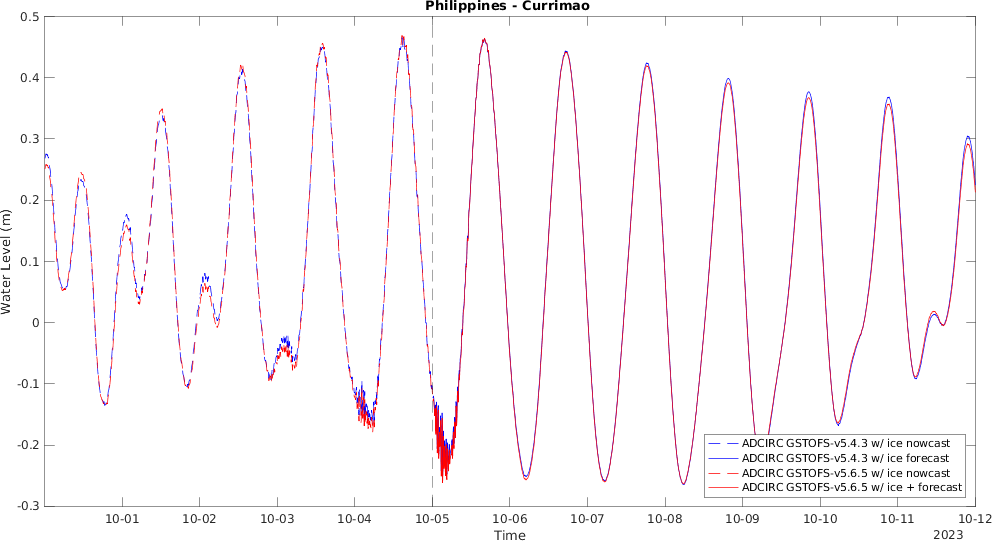 Philippines - Currimao
0.5
0.4
0.3
0.2
0.1
0
-0.1
-0.2
-0.3
Water Level (m)
ADCIRC GSTOFS-v5.4.3 w/ ice nowcast
ADCIRC GSTOFS-v5.4.3 w/ ice forecast
ADCIRC GSTOFS-v5.6.5 w/ ice nowcast
ADCIRC GSTOFS-v5.6.5 w/ ice + forecast
10-01 10-02 10-03 10-04 10-05 10-06 10-07 10-08 10-09 10-10 10-11 10-12
Time
2023